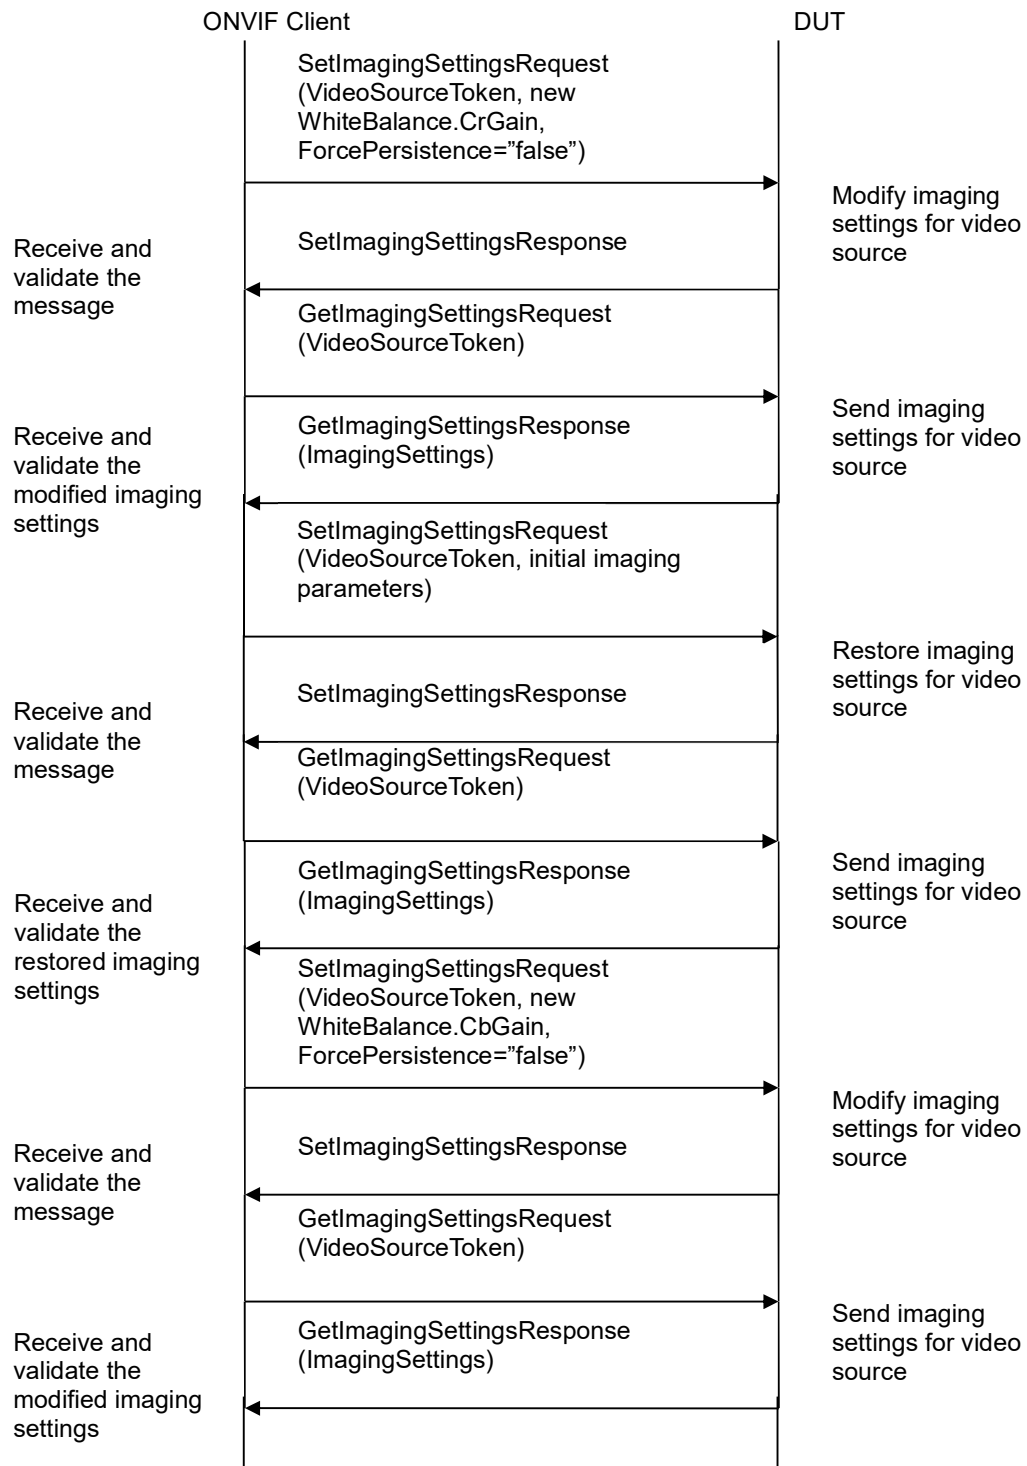 ONVIF Client
DUT
SetImagingSettingsRequest
(VideoSourceToken, new
WhiteBalance.CrGain,
ForcePersistence=”false”)
Modify imaging
settings for video
source
SetImagingSettingsResponse
Receive and
validate the
message
GetImagingSettingsRequest
(VideoSourceToken)
Send imaging
settings for video
source
GetImagingSettingsResponse
(ImagingSettings)
Receive and
validate the
modified imaging
settings
SetImagingSettingsRequest
(VideoSourceToken, initial imaging
parameters)
Restore imaging
settings for video
source
SetImagingSettingsResponse
Receive and
validate the
message
GetImagingSettingsRequest
(VideoSourceToken)
Send imaging
settings for video
source
GetImagingSettingsResponse
(ImagingSettings)
Receive and
validate the
restored imaging
settings
SetImagingSettingsRequest
(VideoSourceToken, new
WhiteBalance.CbGain,
ForcePersistence=”false”)
Modify imaging
settings for video
source
SetImagingSettingsResponse
Receive and
validate the
message
GetImagingSettingsRequest
(VideoSourceToken)
Send imaging
settings for video
source
GetImagingSettingsResponse
(ImagingSettings)
Receive and
validate the
modified imaging
settings